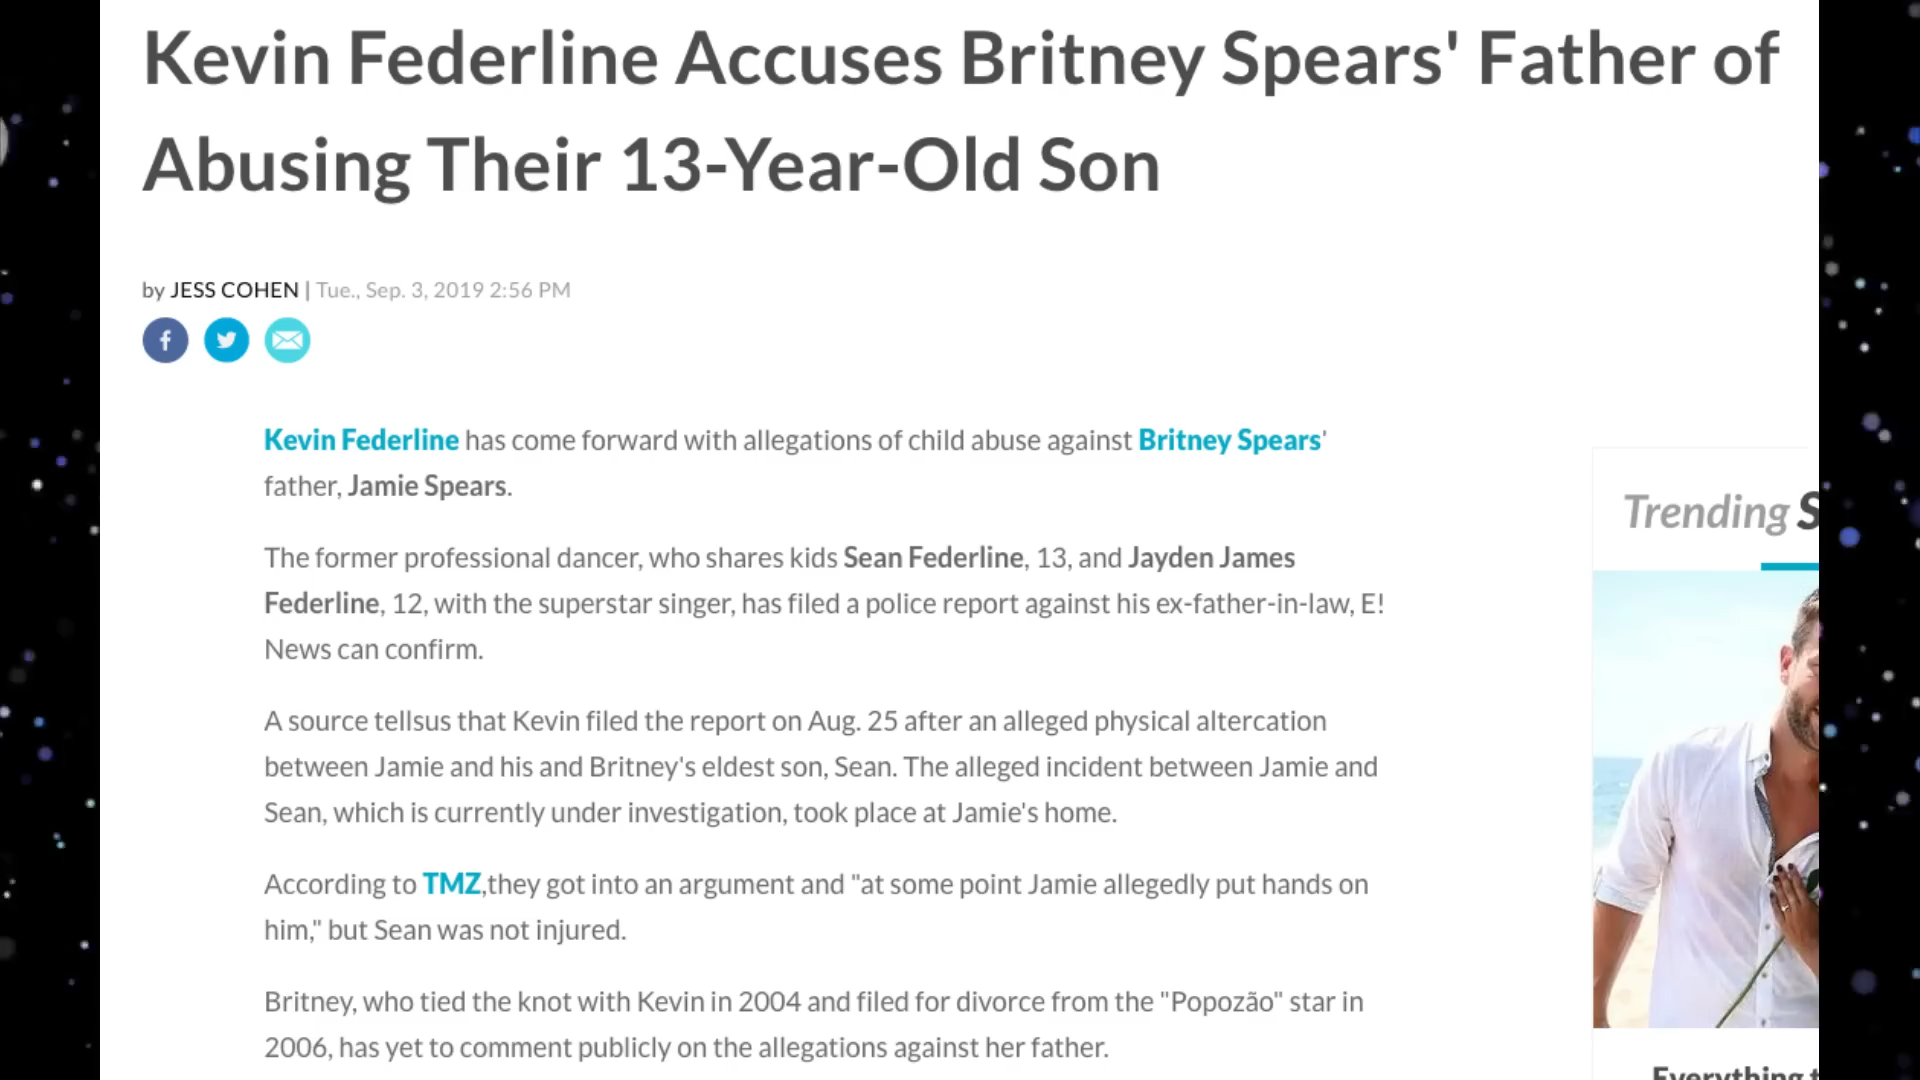 Kevin Federline Accuses Britney Spears' Father of
Abusing Their 13-Year-Old Son
by JESS COHEN | Tue., Sep. 3, 2019 2:56 PM
Kevin Federline has come forward with allegations of child abuse against Britney Spears'
father, Jamie Spears.
The former professional dancer, who shares kids Sean Federline, 13, and Jayden James
Federline, 12, with the superstar singer, has filed a police report against his ex-father-in-law, E!
News can confirm.
A source tellsus that Kevin filed the report on Aug. 25 after an alleged physical altercation
between Jamie and his and Britney's eldest son, Sean. The alleged incident between Jamie and
Sean, which is currently under investigation, took place at Jamie's home.
According to TMZ,they got into an argument and "at some point Jamie allegedly put hands on
him," but Sean was not injured.
Britney, who tied the knot with Kevin in 2004 and filed for divorce from the "Popozão" star in
2006, has yet to comment publicly on the allegations against her father.
Trending
Everything